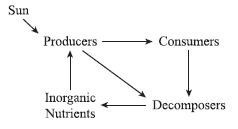 Sun
Producers
Consumers
Inorganic
Nutrients
Decomposers